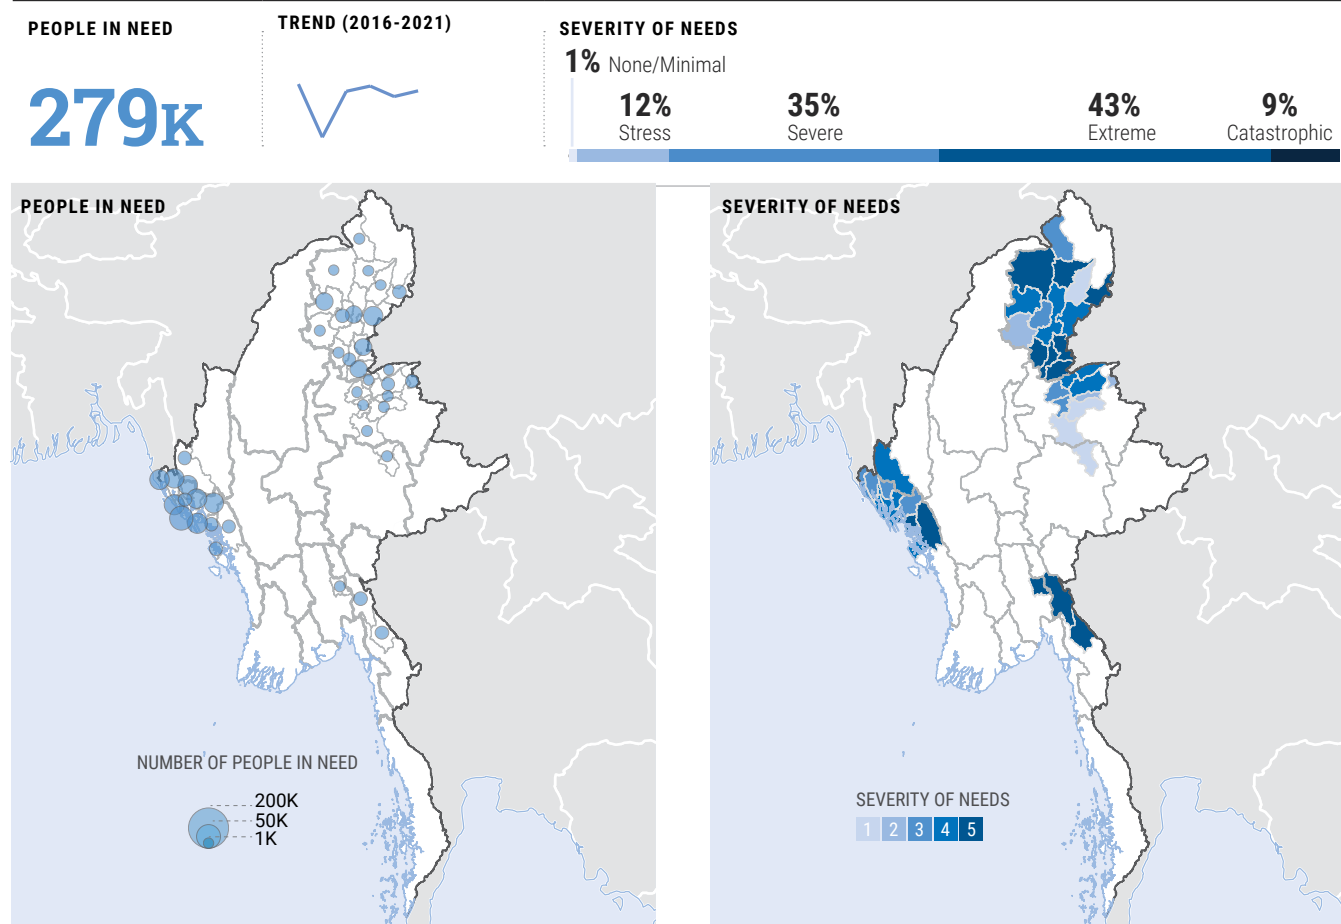 PEOPLE IN NEED
279K
TREND (2016-2021)
SEVERITY OF NEEDS
1% None/Minimal
12%
Stress
35%
Severe
43%
Extreme
9%
Catastrophic
PEOPLE IN NEED
NUMBER OF PEOPLE IN NEED
200K
50K
1K
SEVERITY OF NEEDS
SEVERITY OF NEEDS
1 2 3 4 5